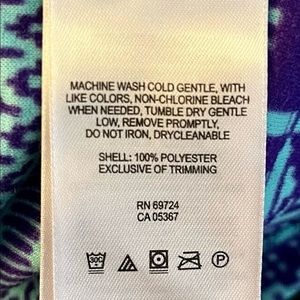 MACHINE WASH COLD GENTLE, WITH
LIKE COLORS, NON-CHLORINE BLEACH
WHEN NEEDED, TUMBLE DRY GENTLE
LOW, REMOVE PROMPTLY,
DO NOT IRON, DRYCLEANABLE
SHELL: 100% POLYESTER
EXCLUSIVE OF TRIMMING
RN 69724
CA 05367
30C P